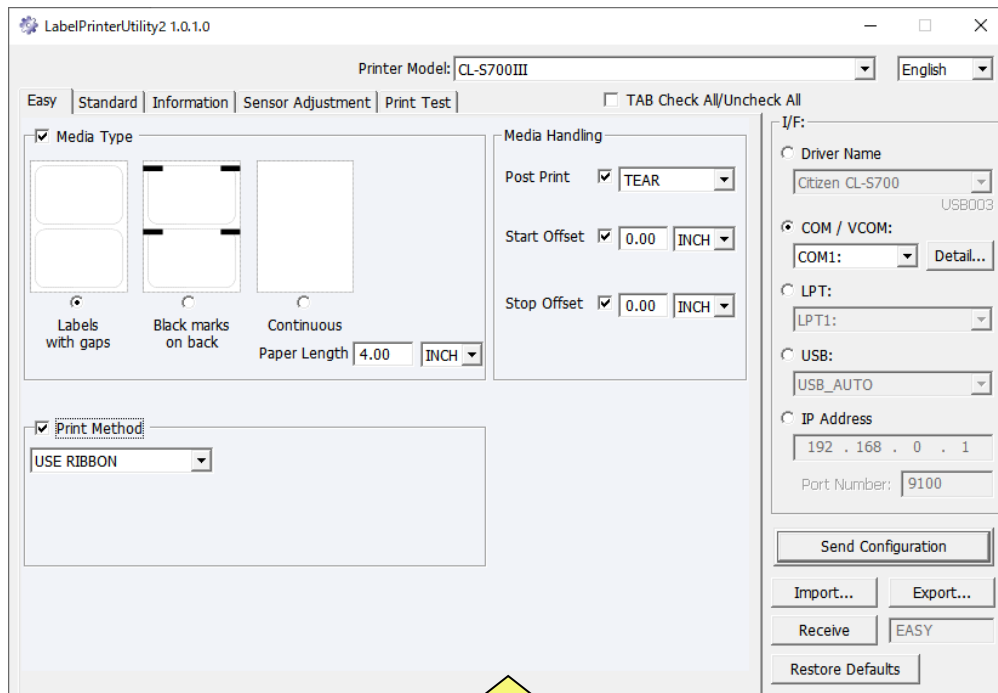 LabelPrinterUtility2 1.0.1.0
Printer Model: CL-S700III English
Easy Standard Information Sensor Adjustment Print Test
TAB Check All/Uncheck All
Media Type
Labels with gaps
Black marks on back
Continuous
Paper Length 4.00 INCH
Media Handling
Post Print TEAR
Start Offset 0.00 INCH
Stop Offset 0.00 INCH
Print Method
USE RIBBON
I/F:
Driver Name
Citizen CL-S700
USB003
COM / VCOM:
COM1: Detail...
LPT:
LPT1:
USB:
USB_AUTO
IP Address
192 . 168 . 0 . 1
Port Number: 9100
Send Configuration
Import... Export...
Receive EASY
Restore Defaults